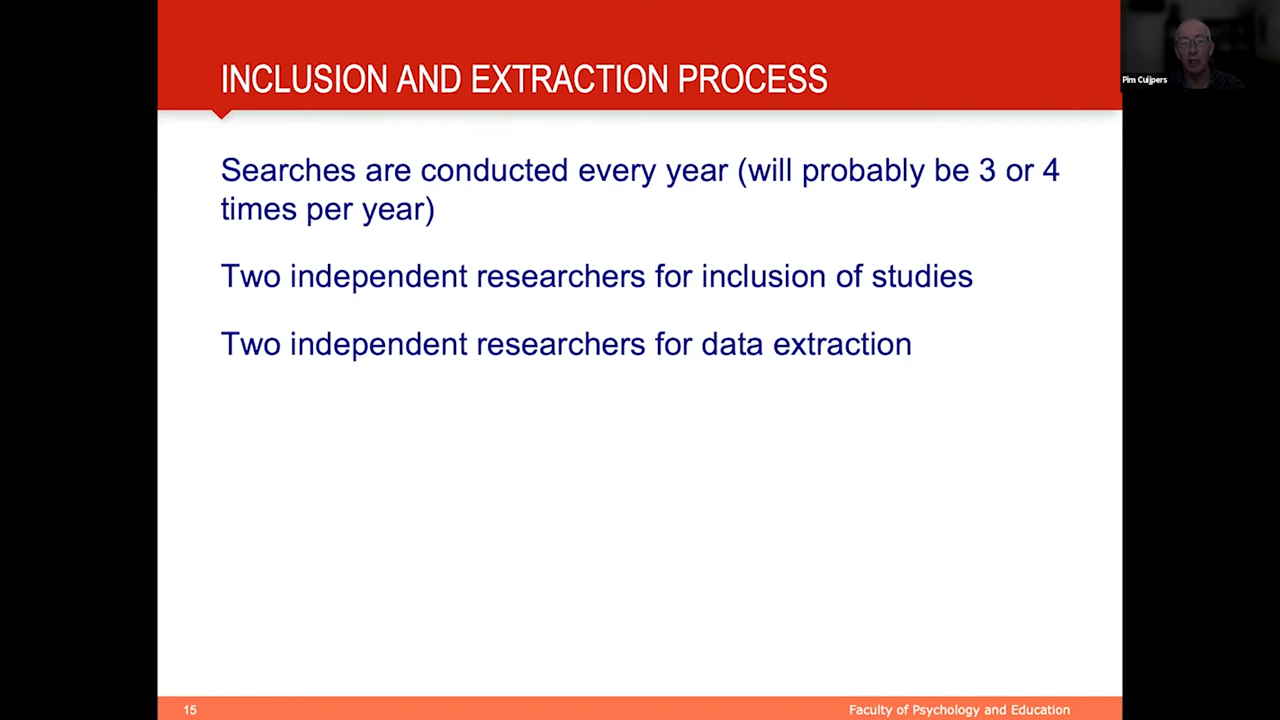 INCLUSION AND EXTRACTION PROCESS
Pim Cuijpers
Searches are conducted every year (will probably be 3 or 4
times per year)
Two independent researchers for inclusion of studies
Two independent researchers for data extraction
15
Faculty of Psychology and Education